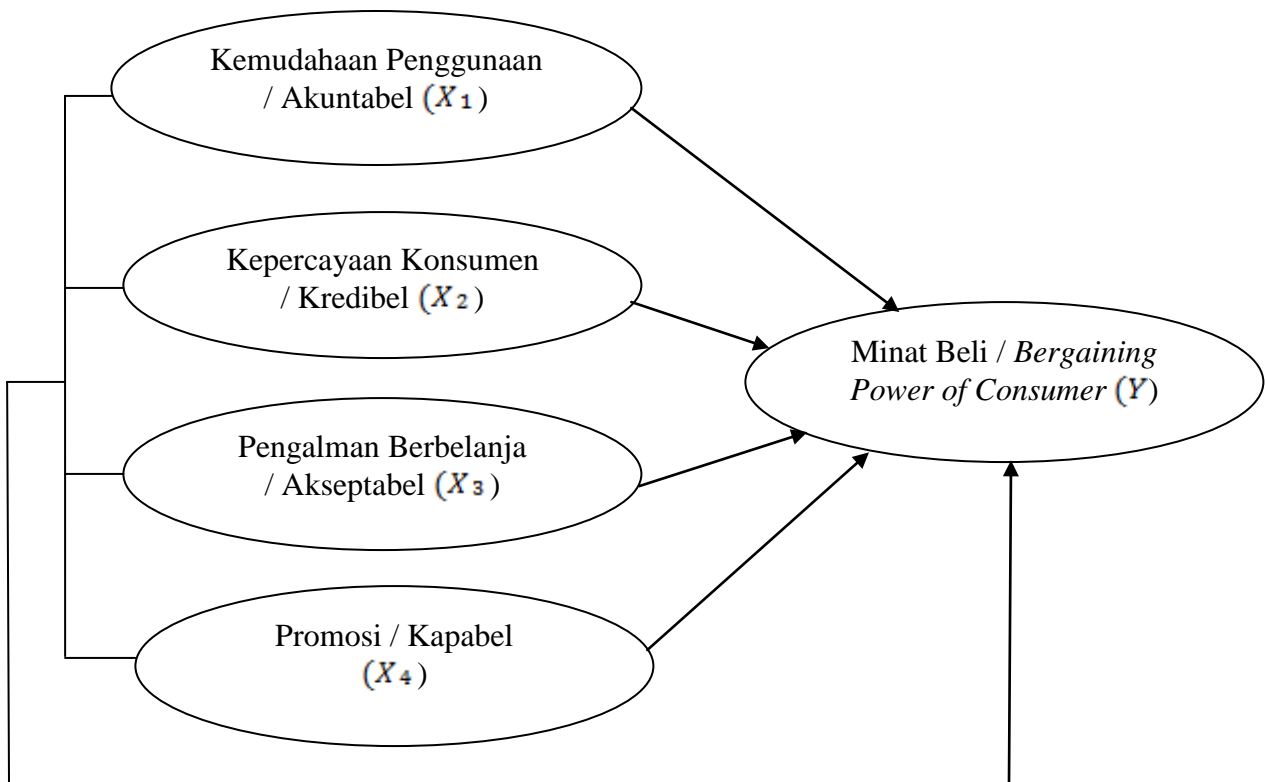 Kemudahaan Penggunaan
/ Akuntabel (X1)
Kepercayaan Konsumen
/ Kredibel (X2)
Minat Beli / Bergaining
Power of Consumer (Y)
Pengalman Berbelanja
/ Akseptabel (X3)
Promosi / Kapabel
(X4)